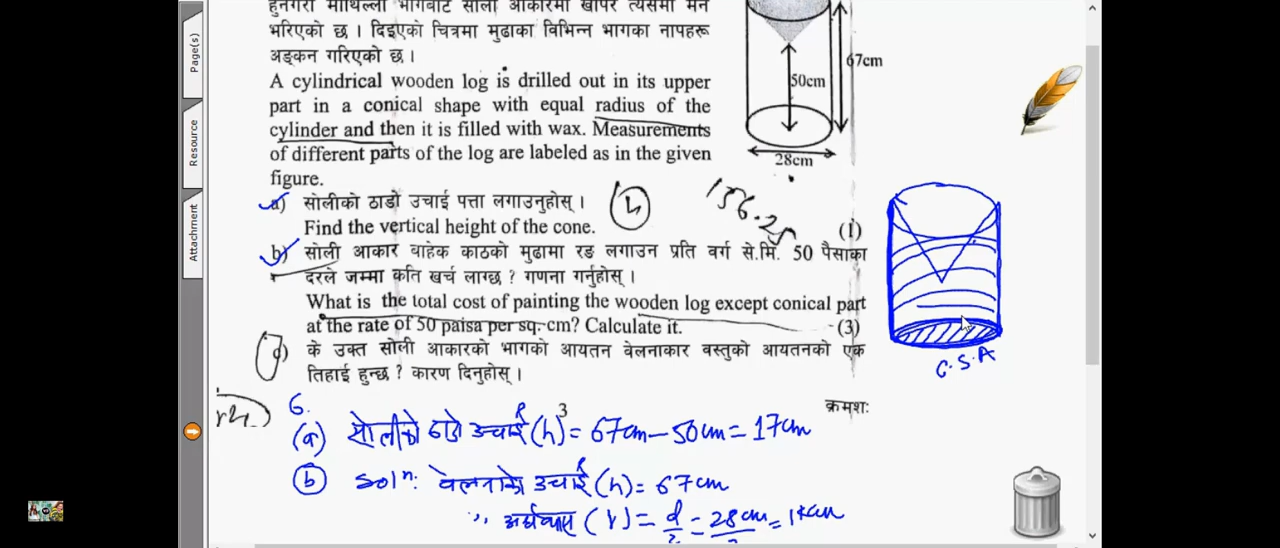 हुनेगरी माथिल्लो भागबाट सोली आकारमा खोपेर त्यसमा मैन
भरिएको छ । दिइएको चित्रमा मुढाका विभिन्न भागका नापहरू
अङ्कन गरिएको छ ।
A cylindrical wooden log is drilled out in its upper
part in a conical shape with equal radius of the
cylinder and then it is filled with wax. Measurements
of different parts of the log are labeled as in the given
figure.
67cm
50cm
28cm
a) सोलीको ठाडो उचाई पत्ता लगाउनुहोस् ।
Find the vertical height of the cone. (1)
h
156.25
b) सोली आकार बाहेक काठको मुढामा रङ लगाउन प्रति वर्ग से.मि. 50 पैसाका
दरले जम्मा कति खर्च लाग्छ ? गणना गर्नुहोस् ।
What is the total cost of painting the wooden log except conical part
at the rate of 50 paisa per sq. cm? Calculate it. (3)
के उक्त सोली आकारको भागको आयतन वेलनाकार वस्तुको आयतनको एक
तिहाई हुन्छ ? कारण दिनुहोस् ।
C.S.A
क्रमशः
6.
(a) सोलीको ठाडो उचाई (h) = 67cm - 50cm = 17cm
(b) Solⁿ: वेलनाको उचाई (h) = 67cm
,, अर्धव्यास (r) = d/2 = 28cm/2 = 14cm
Page(s)
Resource
Attachment